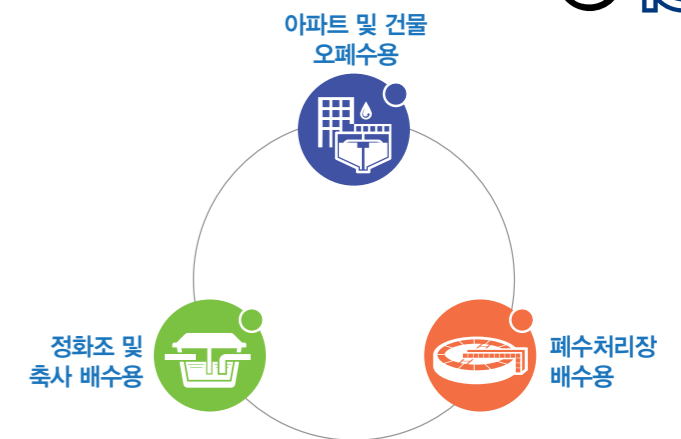 아파트 및 건물
오폐수용
정화조 및
축사 배수용
폐수처리장
배수용